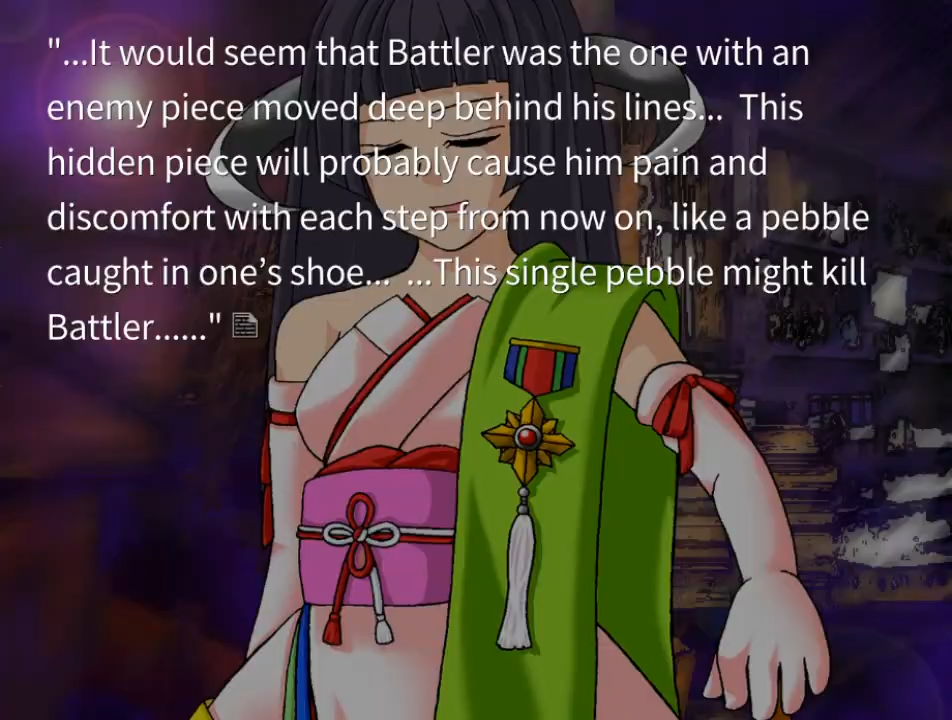 "...It would seem that Battler was the one with an
enemy piece moved deep behind his lines...  This
hidden piece will probably cause him pain and
discomfort with each step from now on, like a pebble
caught in one’s shoe...  ...This single pebble might kill
Battler......"